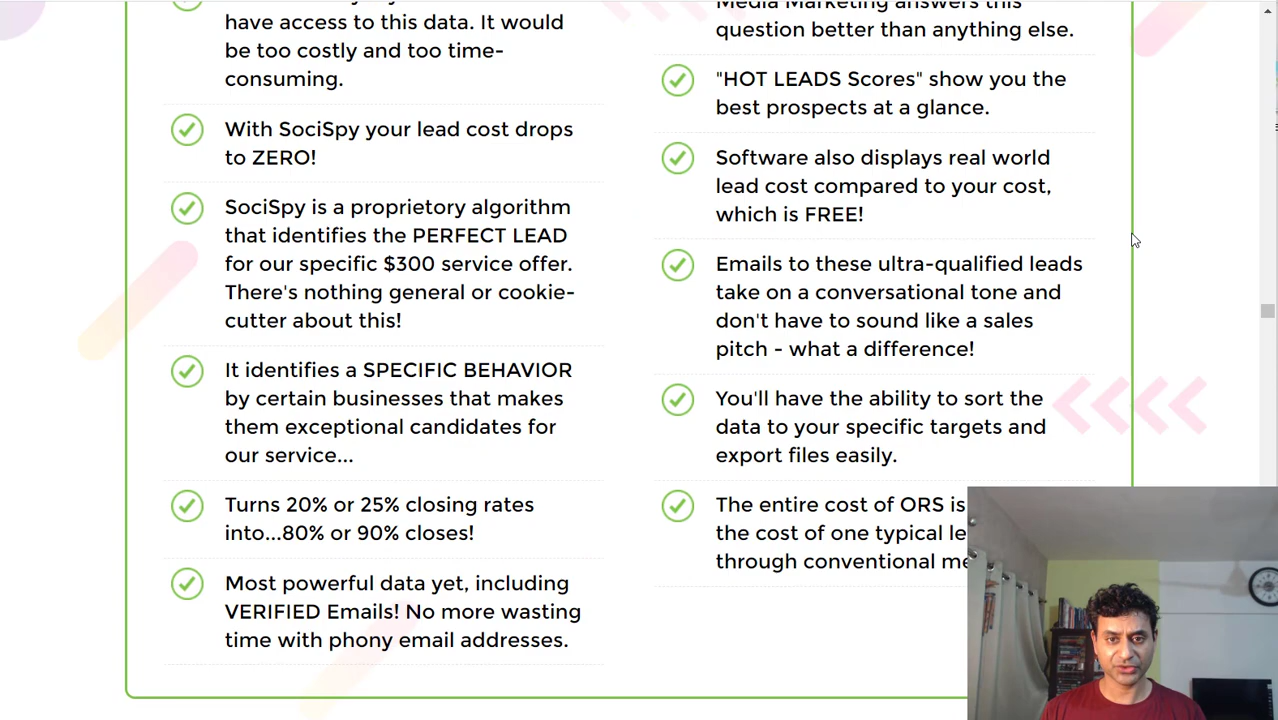 have access to this data. It would
be too costly and too time-
consuming.
With SociSpy your lead cost drops
to ZERO!
SociSpy is a proprietory algorithm
that identifies the PERFECT LEAD
for our specific $300 service offer.
There's nothing general or cookie-
cutter about this!
It identifies a SPECIFIC BEHAVIOR
by certain businesses that makes
them exceptional candidates for
our service...
Turns 20% or 25% closing rates
into...80% or 90% closes!
Most powerful data yet, including
VERIFIED Emails! No more wasting
time with phony email addresses.
Media Marketing answers this
question better than anything else.
"HOT LEADS Scores" show you the
best prospects at a glance.
Software also displays real world
lead cost compared to your cost,
which is FREE!
Emails to these ultra-qualified leads
take on a conversational tone and
don't have to sound like a sales
pitch - what a difference!
You'll have the ability to sort the
data to your specific targets and
export files easily.
The entire cost of ORS is
the cost of one typical
through conventional